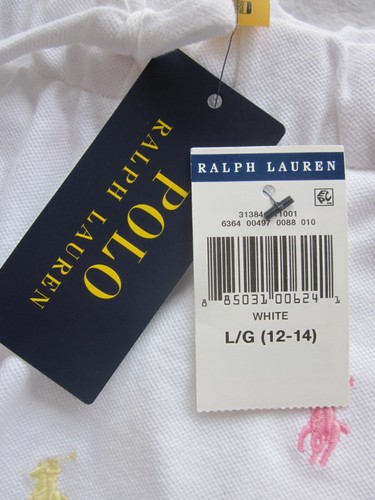 POLO
RALPH LAUREN
RALPH LAUREN
6364 00497 0088 010
8 85031 00624 1
WHITE
L/G (12-14)